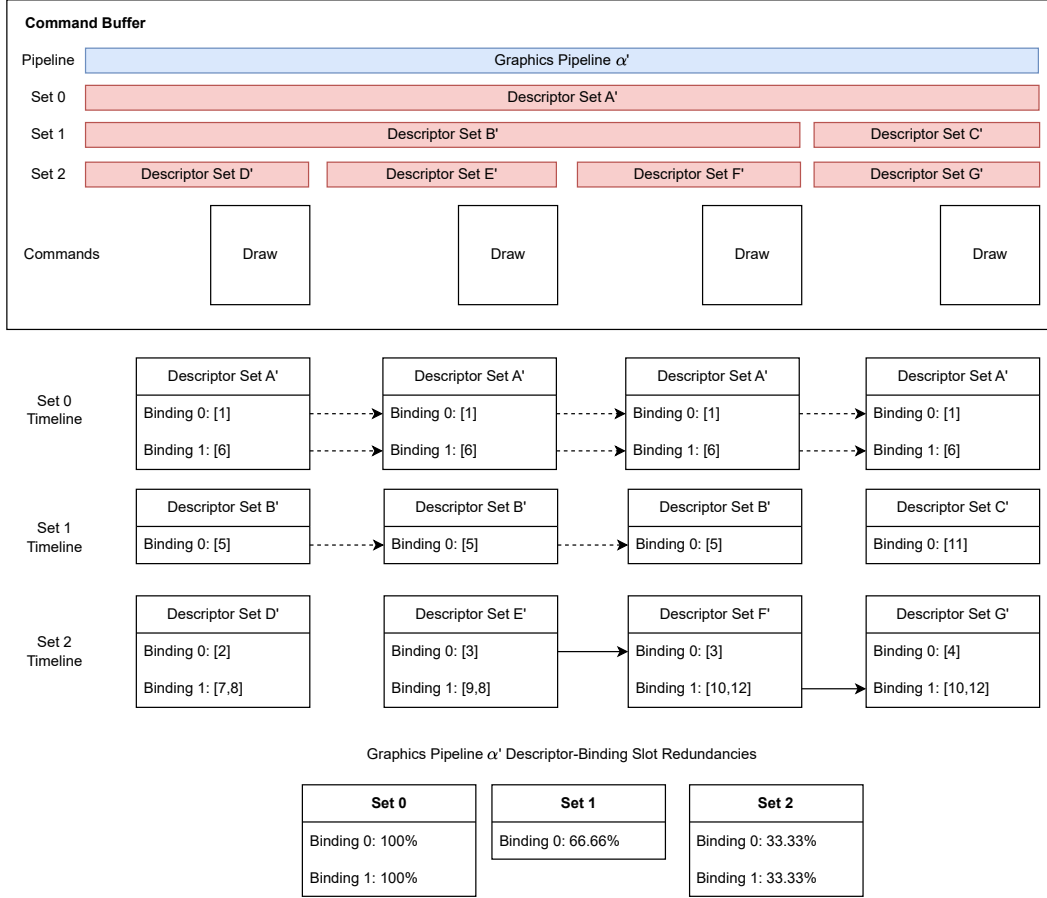 Command Buffer
Pipeline
Graphics Pipeline α'
Set 0
Descriptor Set A'
Set 1
Descriptor Set B'
Descriptor Set C'
Set 2
Descriptor Set D'
Descriptor Set E'
Descriptor Set F'
Descriptor Set G'
Commands
Draw
Draw
Draw
Draw
Set 0
Timeline
Descriptor Set A'
Binding 0: [1]
Binding 1: [6]
Descriptor Set A'
Binding 0: [1]
Binding 1: [6]
Descriptor Set A'
Binding 0: [1]
Binding 1: [6]
Descriptor Set A'
Binding 0: [1]
Binding 1: [6]
Set 1
Timeline
Descriptor Set B'
Binding 0: [5]
Descriptor Set B'
Binding 0: [5]
Descriptor Set B'
Binding 0: [5]
Descriptor Set C'
Binding 0: [11]
Set 2
Timeline
Descriptor Set D'
Binding 0: [2]
Binding 1: [7,8]
Descriptor Set E'
Binding 0: [3]
Binding 1: [9,8]
Descriptor Set F'
Binding 0: [3]
Binding 1: [10,12]
Descriptor Set G'
Binding 0: [4]
Binding 1: [10,12]
Graphics Pipeline α' Descriptor-Binding Slot Redundancies
Set 0
Binding 0: 100%
Binding 1: 100%
Set 1
Binding 0: 66.66%
Set 2
Binding 0: 33.33%
Binding 1: 33.33%